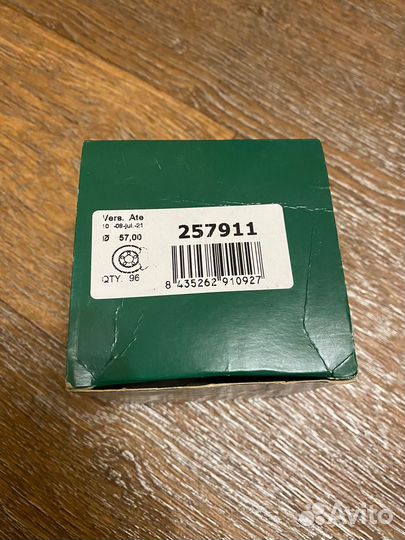 Vers. Ate
10 -08-jul.-21
Ø 57,00
QTY. 96
257911
8 435262 910927
Avito